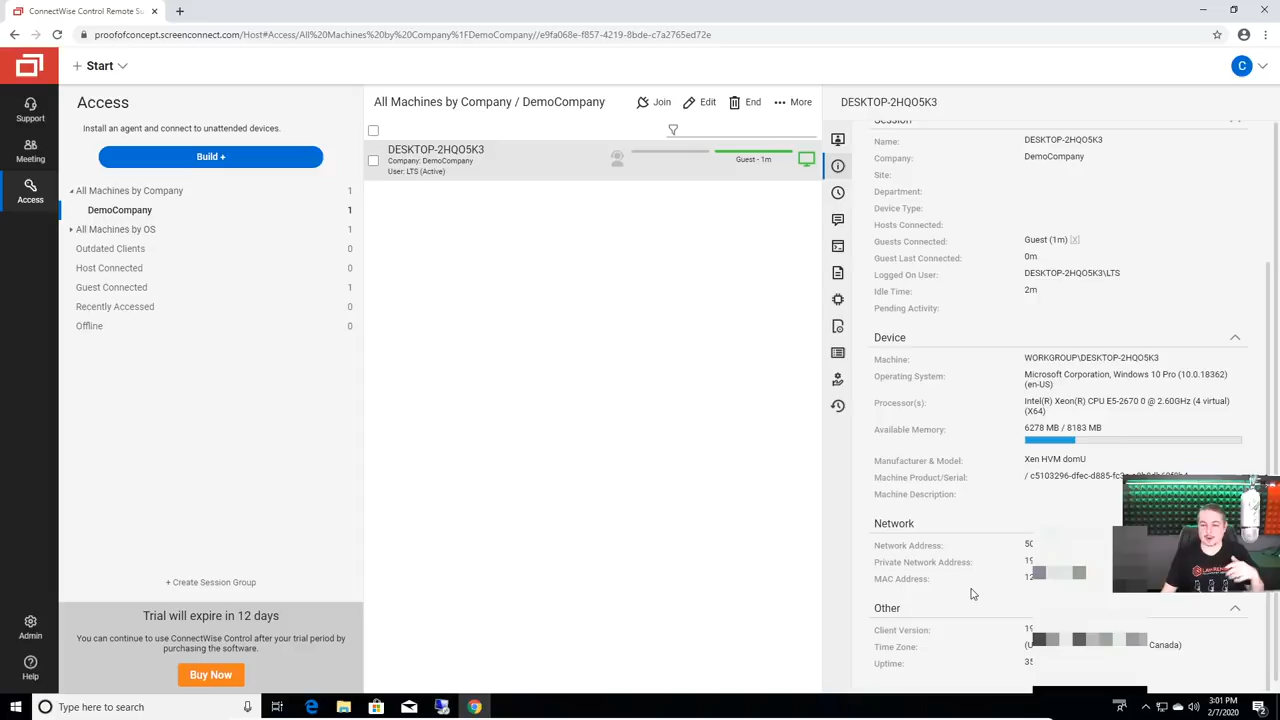 ConnectWise Control Remote Su
proofofconcept.screenconnect.com/Host#Access/All%20Machines%20by%20Company%1FDemoCompany//e9fa068e-f857-4219-8bde-c7a2765ed72e
Start
C
Support
Meeting
Access
Admin
Help
Access
Install an agent and connect to unattended devices.
Build +
All Machines by Company 1
DemoCompany 1
All Machines by OS 1
Outdated Clients 0
Host Connected 0
Guest Connected 1
Recently Accessed 0
Offline 0
+ Create Session Group
Trial will expire in 12 days
You can continue to use ConnectWise Control after your trial period by
purchasing the software.
Buy Now
All Machines by Company / DemoCompany
Join Edit End More
DESKTOP-2HQO5K3
Company: DemoCompany
User: LTS (Active)
Guest - 1m
DESKTOP-2HQO5K3
Session
Name: DESKTOP-2HQO5K3
Company: DemoCompany
Site:
Department:
Device Type:
Hosts Connected:
Guests Connected: Guest (1m) [X]
Guest Last Connected: 0m
Logged On User: DESKTOP-2HQO5K3\LTS
Idle Time: 2m
Pending Activity:
Device
Machine: WORKGROUP\DESKTOP-2HQO5K3
Operating System: Microsoft Corporation, Windows 10 Pro (10.0.18362)
(en-US)
Processor(s): Intel(R) Xeon(R) CPU E5-2670 0 @ 2.60GHz (4 virtual)
(X64)
Available Memory: 6278 MB / 8183 MB
Manufacturer & Model: Xen HVM domU
Machine Product/Serial:
Machine Description:
Network
Network Address: 50
Private Network Address: 19
MAC Address: 12
Other
Client Version: 19
Time Zone: (U Canada)
Uptime: 35
Type here to search
3:01 PM
2/7/2020
2